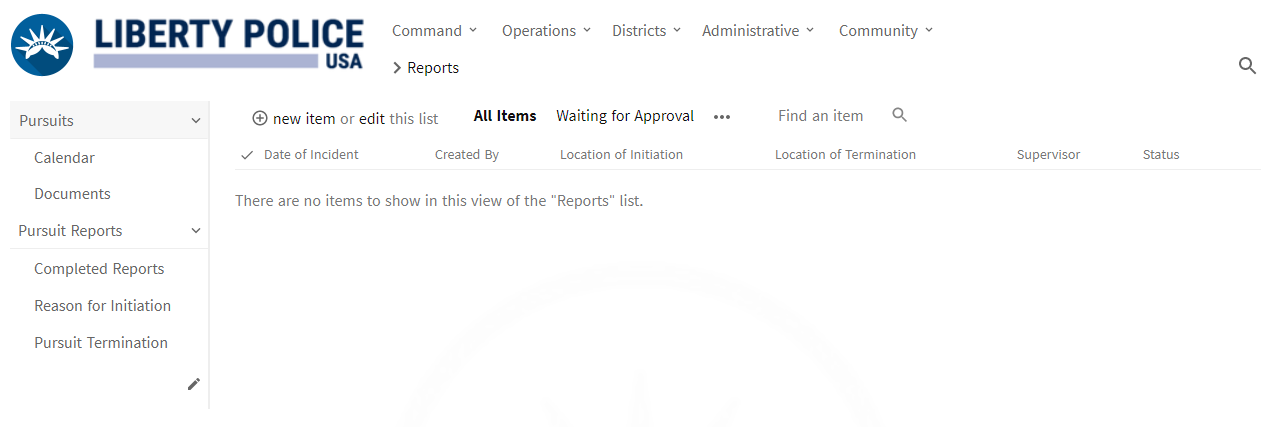 LIBERTY POLICE
USA
Command Operations Districts Administrative Community
Reports
Pursuits
Calendar
Documents
Pursuit Reports
Completed Reports
Reason for Initiation
Pursuit Termination
new item or edit this list All Items Waiting for Approval ••• Find an item
Date of Incident Created By Location of Initiation Location of Termination Supervisor Status
There are no items to show in this view of the "Reports" list.